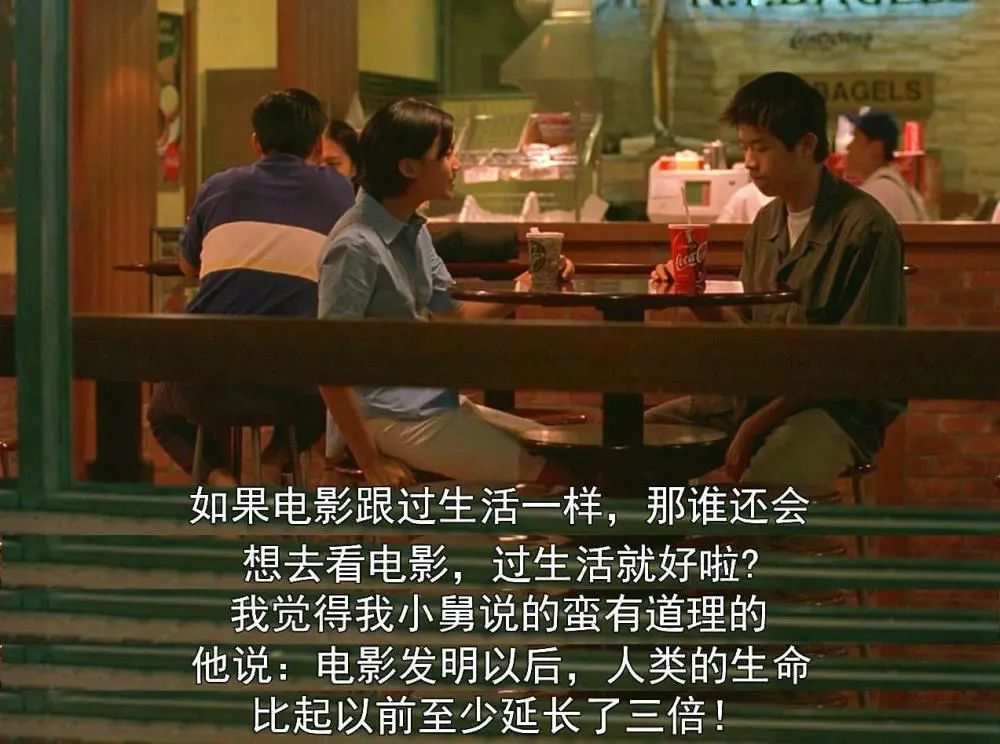 N.Y. BAGELS
BAGELS
Coca-Cola
如果电影跟过生活一样，那谁还会
想去看电影，过生活就好啦？
我觉得我小舅说的蛮有道理的
他说：电影发明以后，人类的生命
比起以前至少延长了三倍！